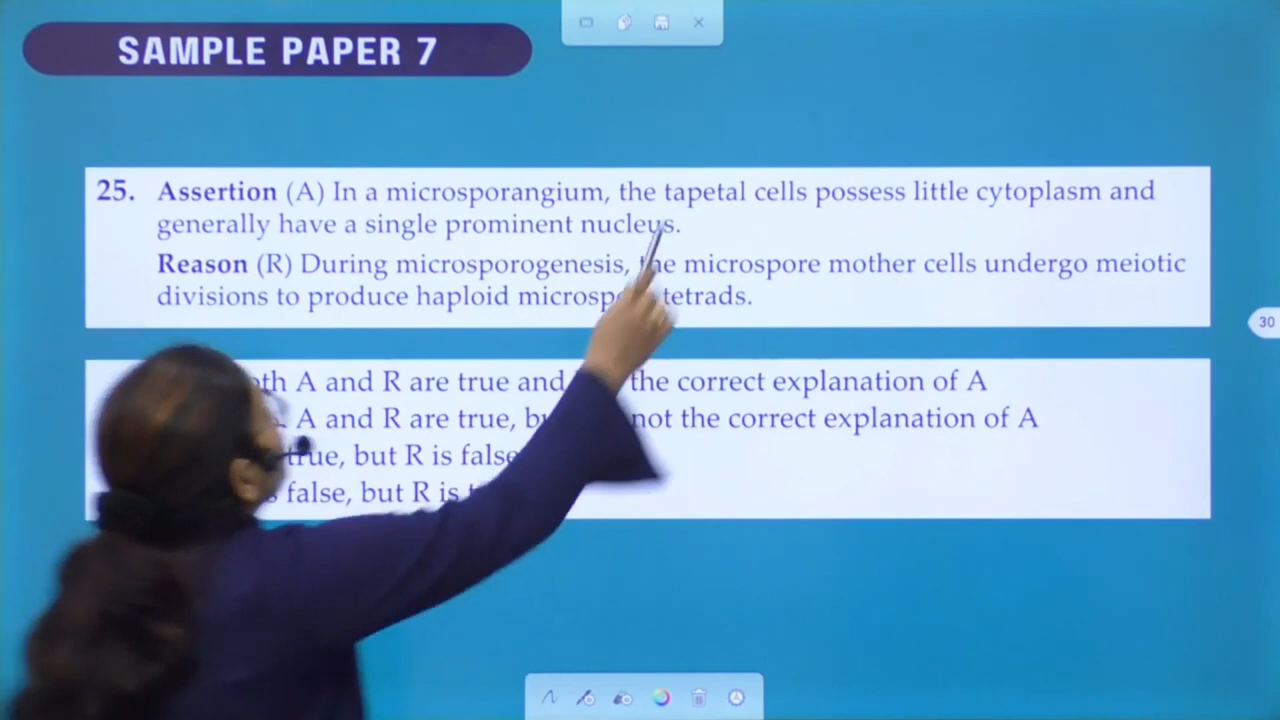 SAMPLE PAPER 7
25. Assertion (A) In a microsporangium, the tapetal cells possess little cytoplasm and
generally have a single prominent nucleus.
Reason (R) During microsporogenesis, the microspore mother cells undergo meiotic
divisions to produce haploid tetrads.
30
A and R are true and the correct explanation of A
A and R are true, not the correct explanation of A
true, but R is false
false, but R is